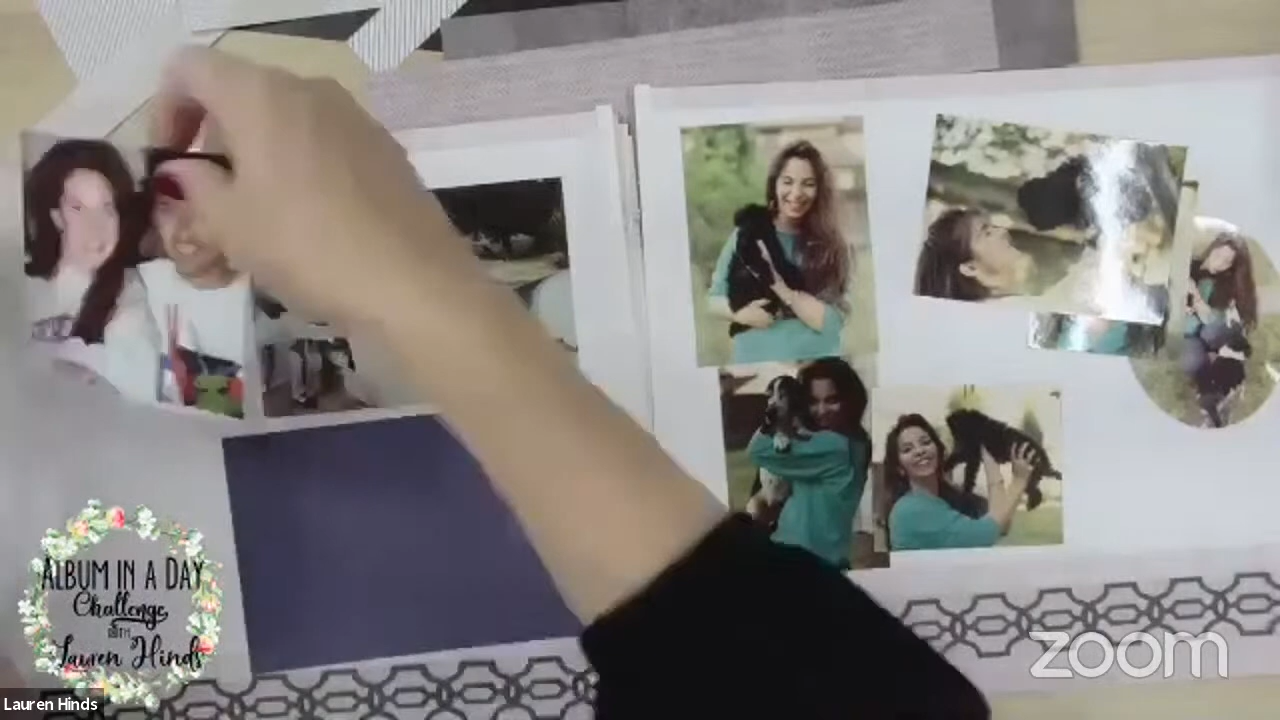 ALBUM IN A DAY
Challenge
WITH
Lauren Hinds
Lauren Hinds
zoom